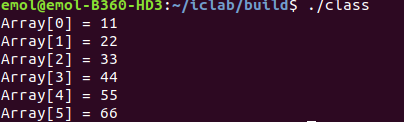 emol@emol-B360-HD3:~/iclab/build$ ./class
Array[0] = 11
Array[1] = 22
Array[2] = 33
Array[3] = 44
Array[4] = 55
Array[5] = 66